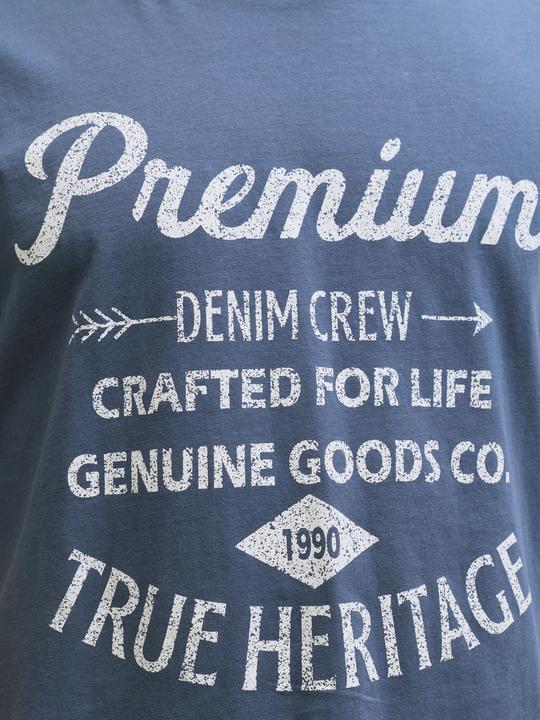 Premium
DENIM CREW
CRAFTED FOR LIFE
GENUINE GOODS CO.
1990
TRUE HERITAGE